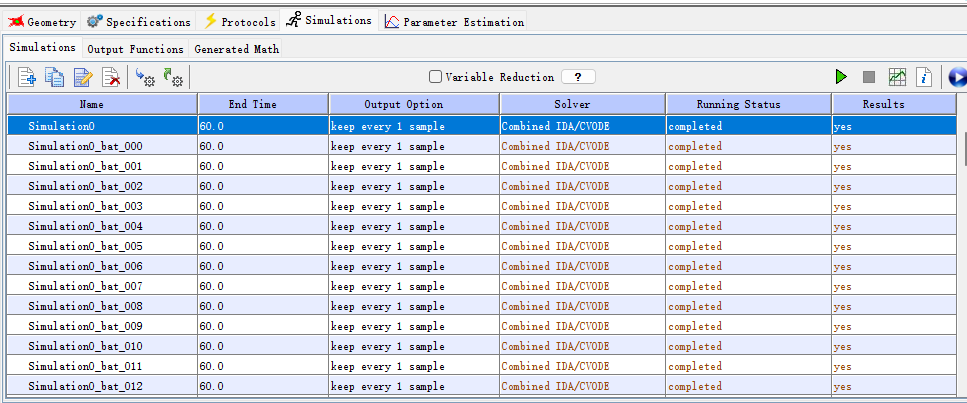 Geometry Specifications Protocols Simulations Parameter Estimation
Simulations Output Functions Generated Math
Variable Reduction ?
Name End Time Output Option Solver Running Status Results
Simulation0 60.0 keep every 1 sample Combined IDA/CVODE completed yes
Simulation0_bat_000 60.0 keep every 1 sample Combined IDA/CVODE completed yes
Simulation0_bat_001 60.0 keep every 1 sample Combined IDA/CVODE completed yes
Simulation0_bat_002 60.0 keep every 1 sample Combined IDA/CVODE completed yes
Simulation0_bat_003 60.0 keep every 1 sample Combined IDA/CVODE completed yes
Simulation0_bat_004 60.0 keep every 1 sample Combined IDA/CVODE completed yes
Simulation0_bat_005 60.0 keep every 1 sample Combined IDA/CVODE completed yes
Simulation0_bat_006 60.0 keep every 1 sample Combined IDA/CVODE completed yes
Simulation0_bat_007 60.0 keep every 1 sample Combined IDA/CVODE completed yes
Simulation0_bat_008 60.0 keep every 1 sample Combined IDA/CVODE completed yes
Simulation0_bat_009 60.0 keep every 1 sample Combined IDA/CVODE completed yes
Simulation0_bat_010 60.0 keep every 1 sample Combined IDA/CVODE completed yes
Simulation0_bat_011 60.0 keep every 1 sample Combined IDA/CVODE completed yes
Simulation0_bat_012 60.0 keep every 1 sample Combined IDA/CVODE completed yes